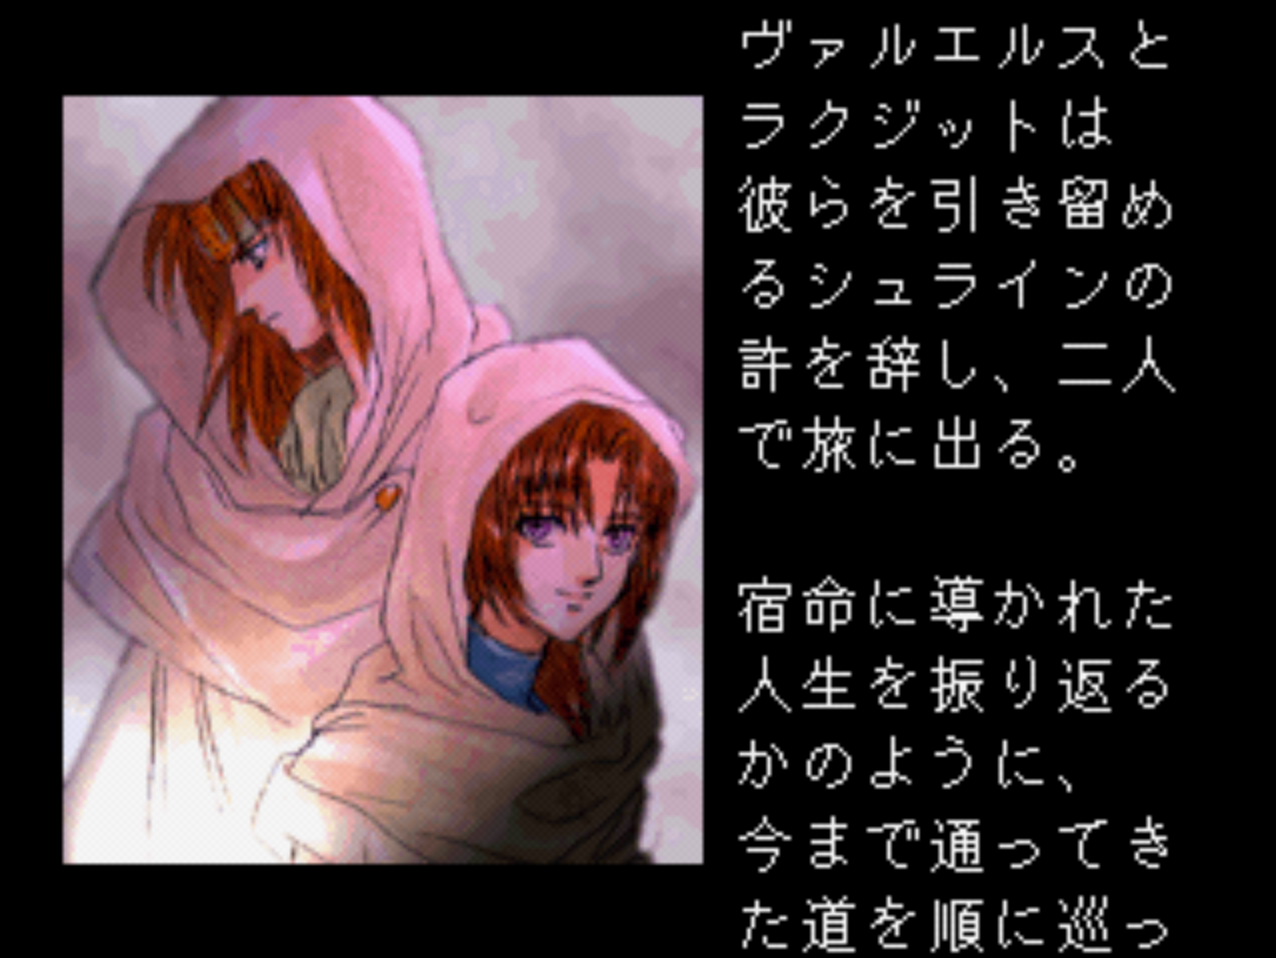 ヴァルエルスと
ラクジットは
彼らを引き留め
るシュラインの
許を辞し、二人
で旅に出る。
宿命に導かれた
人生を振り返る
かのように、
今まで通ってき
た道を順に巡っ